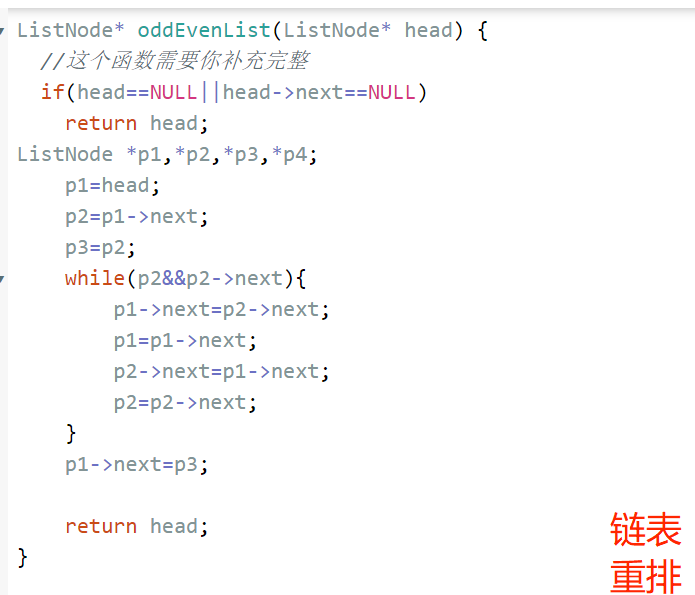 ListNode* oddEvenList(ListNode* head) {
//这个函数需要你补充完整
if(head==NULL||head->next==NULL)
return head;
ListNode *p1,*p2,*p3,*p4;
p1=head;
p2=p1->next;
p3=p2;
while(p2&&p2->next){
p1->next=p2->next;
p1=p1->next;
p2->next=p1->next;
p2=p2->next;
}
p1->next=p3;
return head;
}
链表
重排